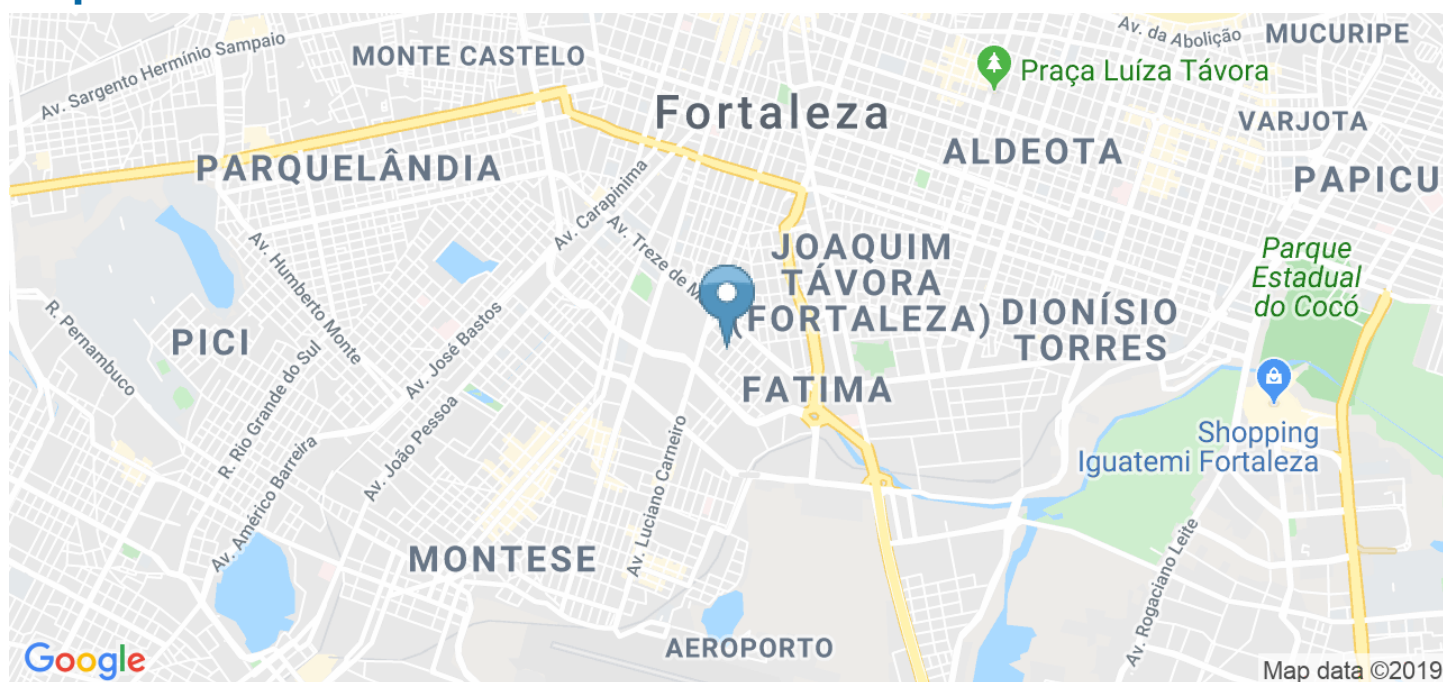 Av. da Abolição
MUCURIPE
Av. Sargento Hermínio Sampaio
MONTE CASTELO
Praça Luíza Távora
Fortaleza
VARJOTA
ALDEOTA
PARQUELÂNDIA
PAPICU
Av. Carapinima
Av. Treze de M
Av. Humberto Monte
JOAQUIM
TÁVORA
(FORTALEZA)
Parque
Estadual
do Cocó
DIONÍSIO
TORRES
R. Pernambuco
PICI
Av. José Bastos
R. Rio Grande do Sul
FATIMA
Av. João Pessoa
Av. Luciano Carneiro
Shopping
Iguatemi Fortaleza
Av. Américo Barreira
MONTESE
Av. Rogaciano Leite
AEROPORTO
Google
Map data ©2019